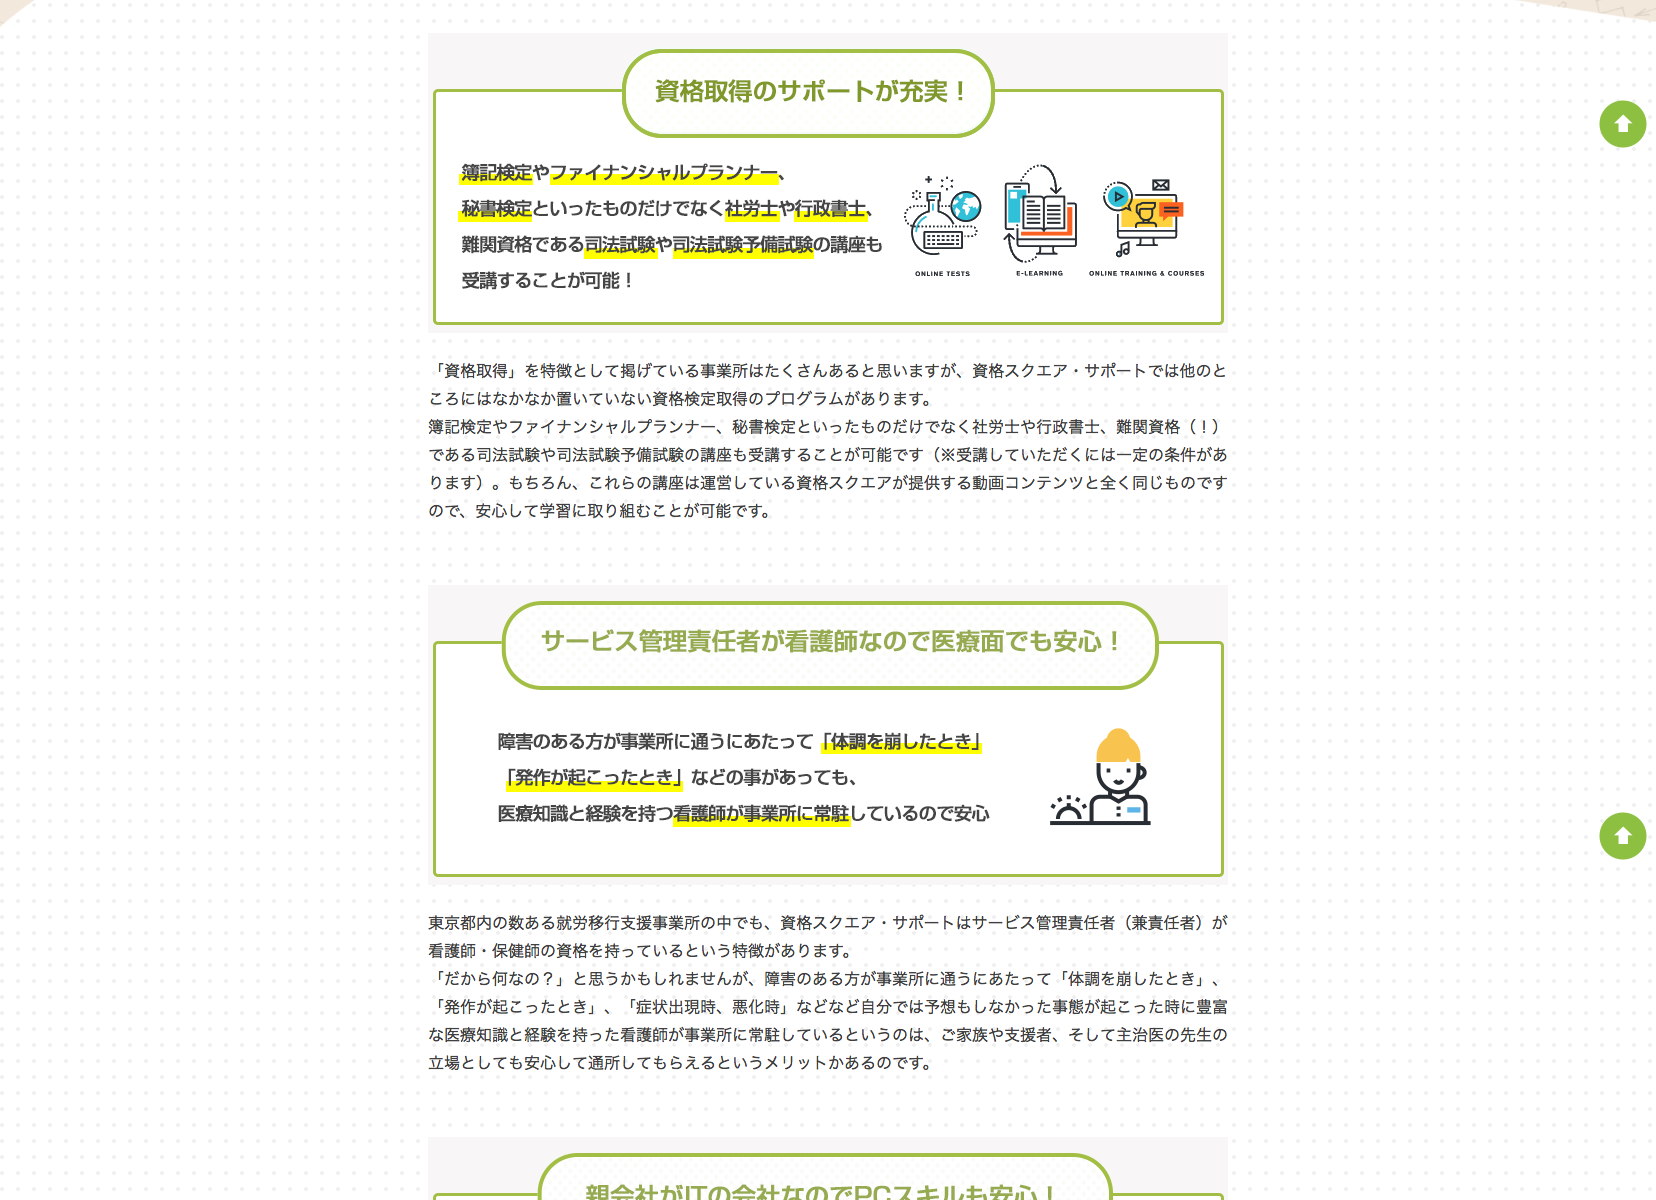 資格取得のサポートが充実！
簿記検定やファイナンシャルプランナー、
秘書検定といったものだけでなく社労士や行政書士、
難関資格である司法試験や司法試験予備試験の講座も
受講することが可能！
ONLINE TESTS
E-LEARNING
ONLINE TRAINING & COURSES
「資格取得」を特徴として掲げている事業所はたくさんあると思いますが、資格スクエア・サポートでは他のと
ころにはなかなか置いていない資格検定取得のプログラムがあります。
簿記検定やファイナンシャルプランナー、秘書検定といったものだけでなく社労士や行政書士、難関資格（！）
である司法試験や司法試験予備試験の講座も受講することが可能です（※受講していただくには一定の条件があ
ります）。もちろん、これらの講座は運営している資格スクエアが提供する動画コンテンツと全く同じものです
ので、安心して学習に取り組むことが可能です。
サービス管理責任者が看護師なので医療面でも安心！
障害のある方が事業所に通うにあたって「体調を崩したとき」
「発作が起こったとき」などの事があっても、
医療知識と経験を持つ看護師が事業所に常駐しているので安心
東京都内の数ある就労移行支援事業所の中でも、資格スクエア・サポートはサービス管理責任者（兼責任者）が
看護師・保健師の資格を持っているという特徴があります。
「だから何なの？」と思うかもしれませんが、障害のある方が事業所に通うにあたって「体調を崩したとき」、
「発作が起こったとき」、「症状出現時、悪化時」などなど自分では予想もしなかった事態が起こった時に豊富
な医療知識と経験を持った看護師が事業所に常駐しているというのは、ご家族や支援者、そして主治医の先生の
立場としても安心して通所してもらえるというメリットかあるのです。
親会社がITの会社なのでPCスキルも安心！